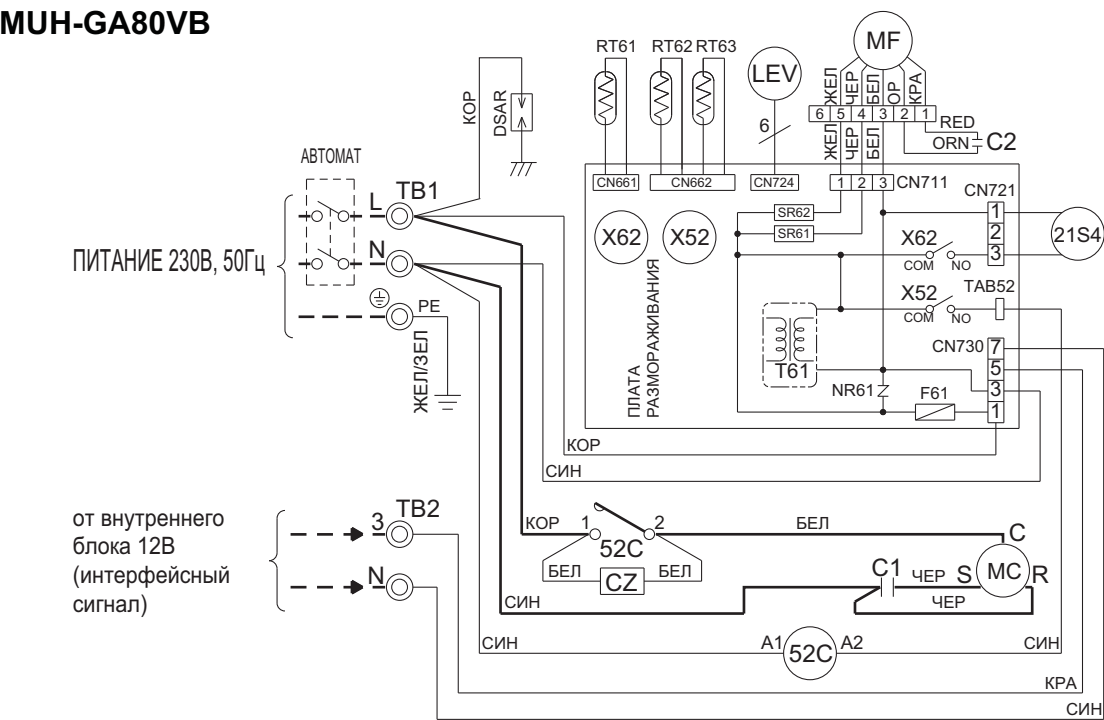 MUH-GA80VB
RT61
RT62 RT63
LEV
MF
6
ЖЕЛ
ЧЕР
БЕЛ
ОР
КРА
6 5 4 3 2 1
RED
ORN
C2
ЖЕЛ
ЧЕР
БЕЛ
КОР
DSAR
АВТОМАТ
L
TB1
N
ПИТАНИЕ 230В, 50Гц
PE
ЖЕЛ/ЗЕЛ
CN661
CN662
CN724
1 2 3
CN711
CN721
1
2
3
21S4
X62
X52
SR62
SR61
X62
COM
NO
X52
COM
NO
TAB52
T61
ПЛАТА
РАЗМОРАЖИВАНИЯ
CN730
7
5
3
1
NR61
F61
КОР
СИН
от внутреннего
блока 12В
(интерфейсный
сигнал)
3
TB2
N
КОР
1
2
52C
БЕЛ
CZ
БЕЛ
БЕЛ
C
C1
ЧЕР
S
MC
R
ЧЕР
СИН
СИН
A1
52C
A2
СИН
КРА
СИН